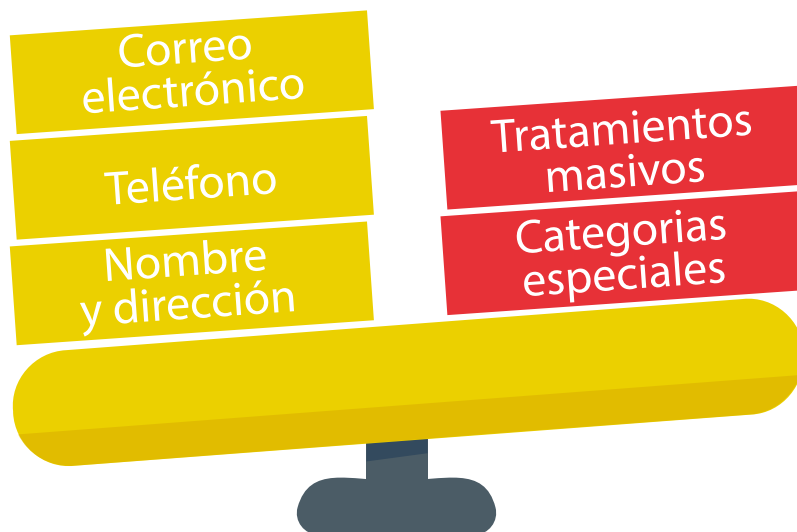 Correo
electrónico
Teléfono
Nombre
y dirección
Tratamientos
masivos
Categorias
especiales